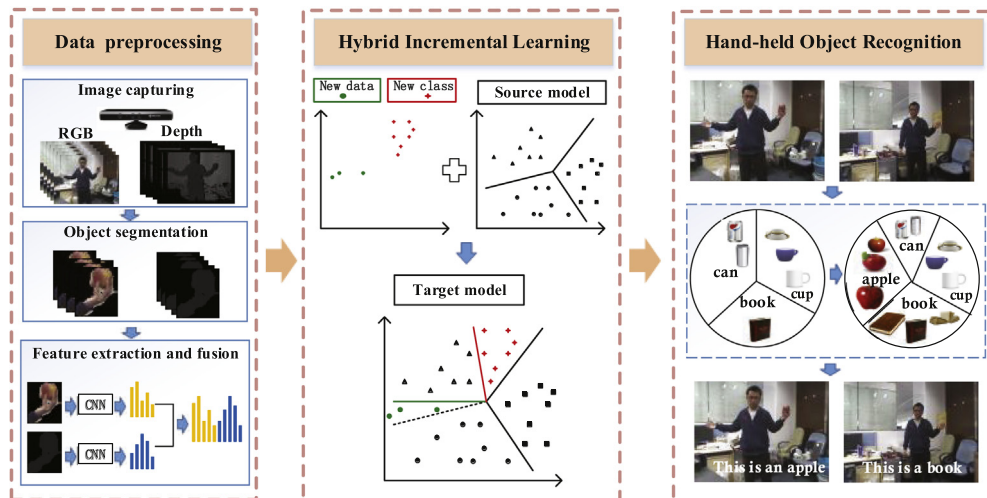 Data preprocessing
Image capturing
RGB
Depth
Object segmentation
Feature extraction and fusion
CNN
CNN
Hybrid Incremental Learning
New data
New class
Source model
Target model
Hand-held Object Recognition
can
book
cup
can
apple
book
cup
This is an apple
This is a book